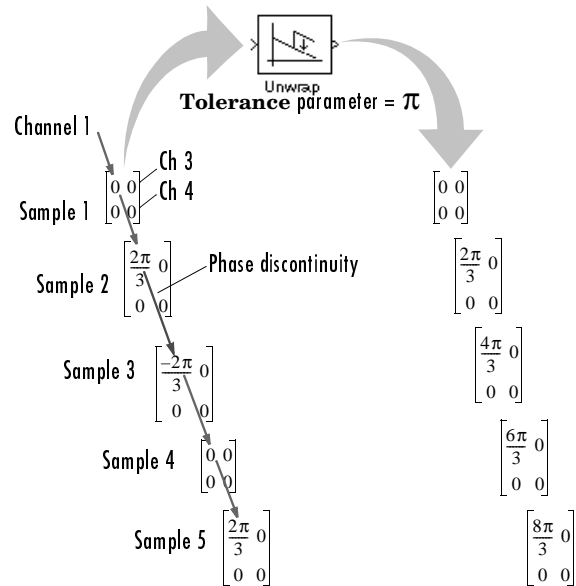 Unwrap
Tolerance parameter = π
Channel 1
Ch 3
Ch 4
Sample 1
0 0
0 0
0 0
0 0
Sample 2
2π/3 0
0 0
Phase discontinuity
2π/3 0
0 0
Sample 3
−2π/3 0
0 0
4π/3 0
0 0
Sample 4
0 0
0 0
6π/3 0
0 0
Sample 5
2π/3 0
0 0
8π/3 0
0 0